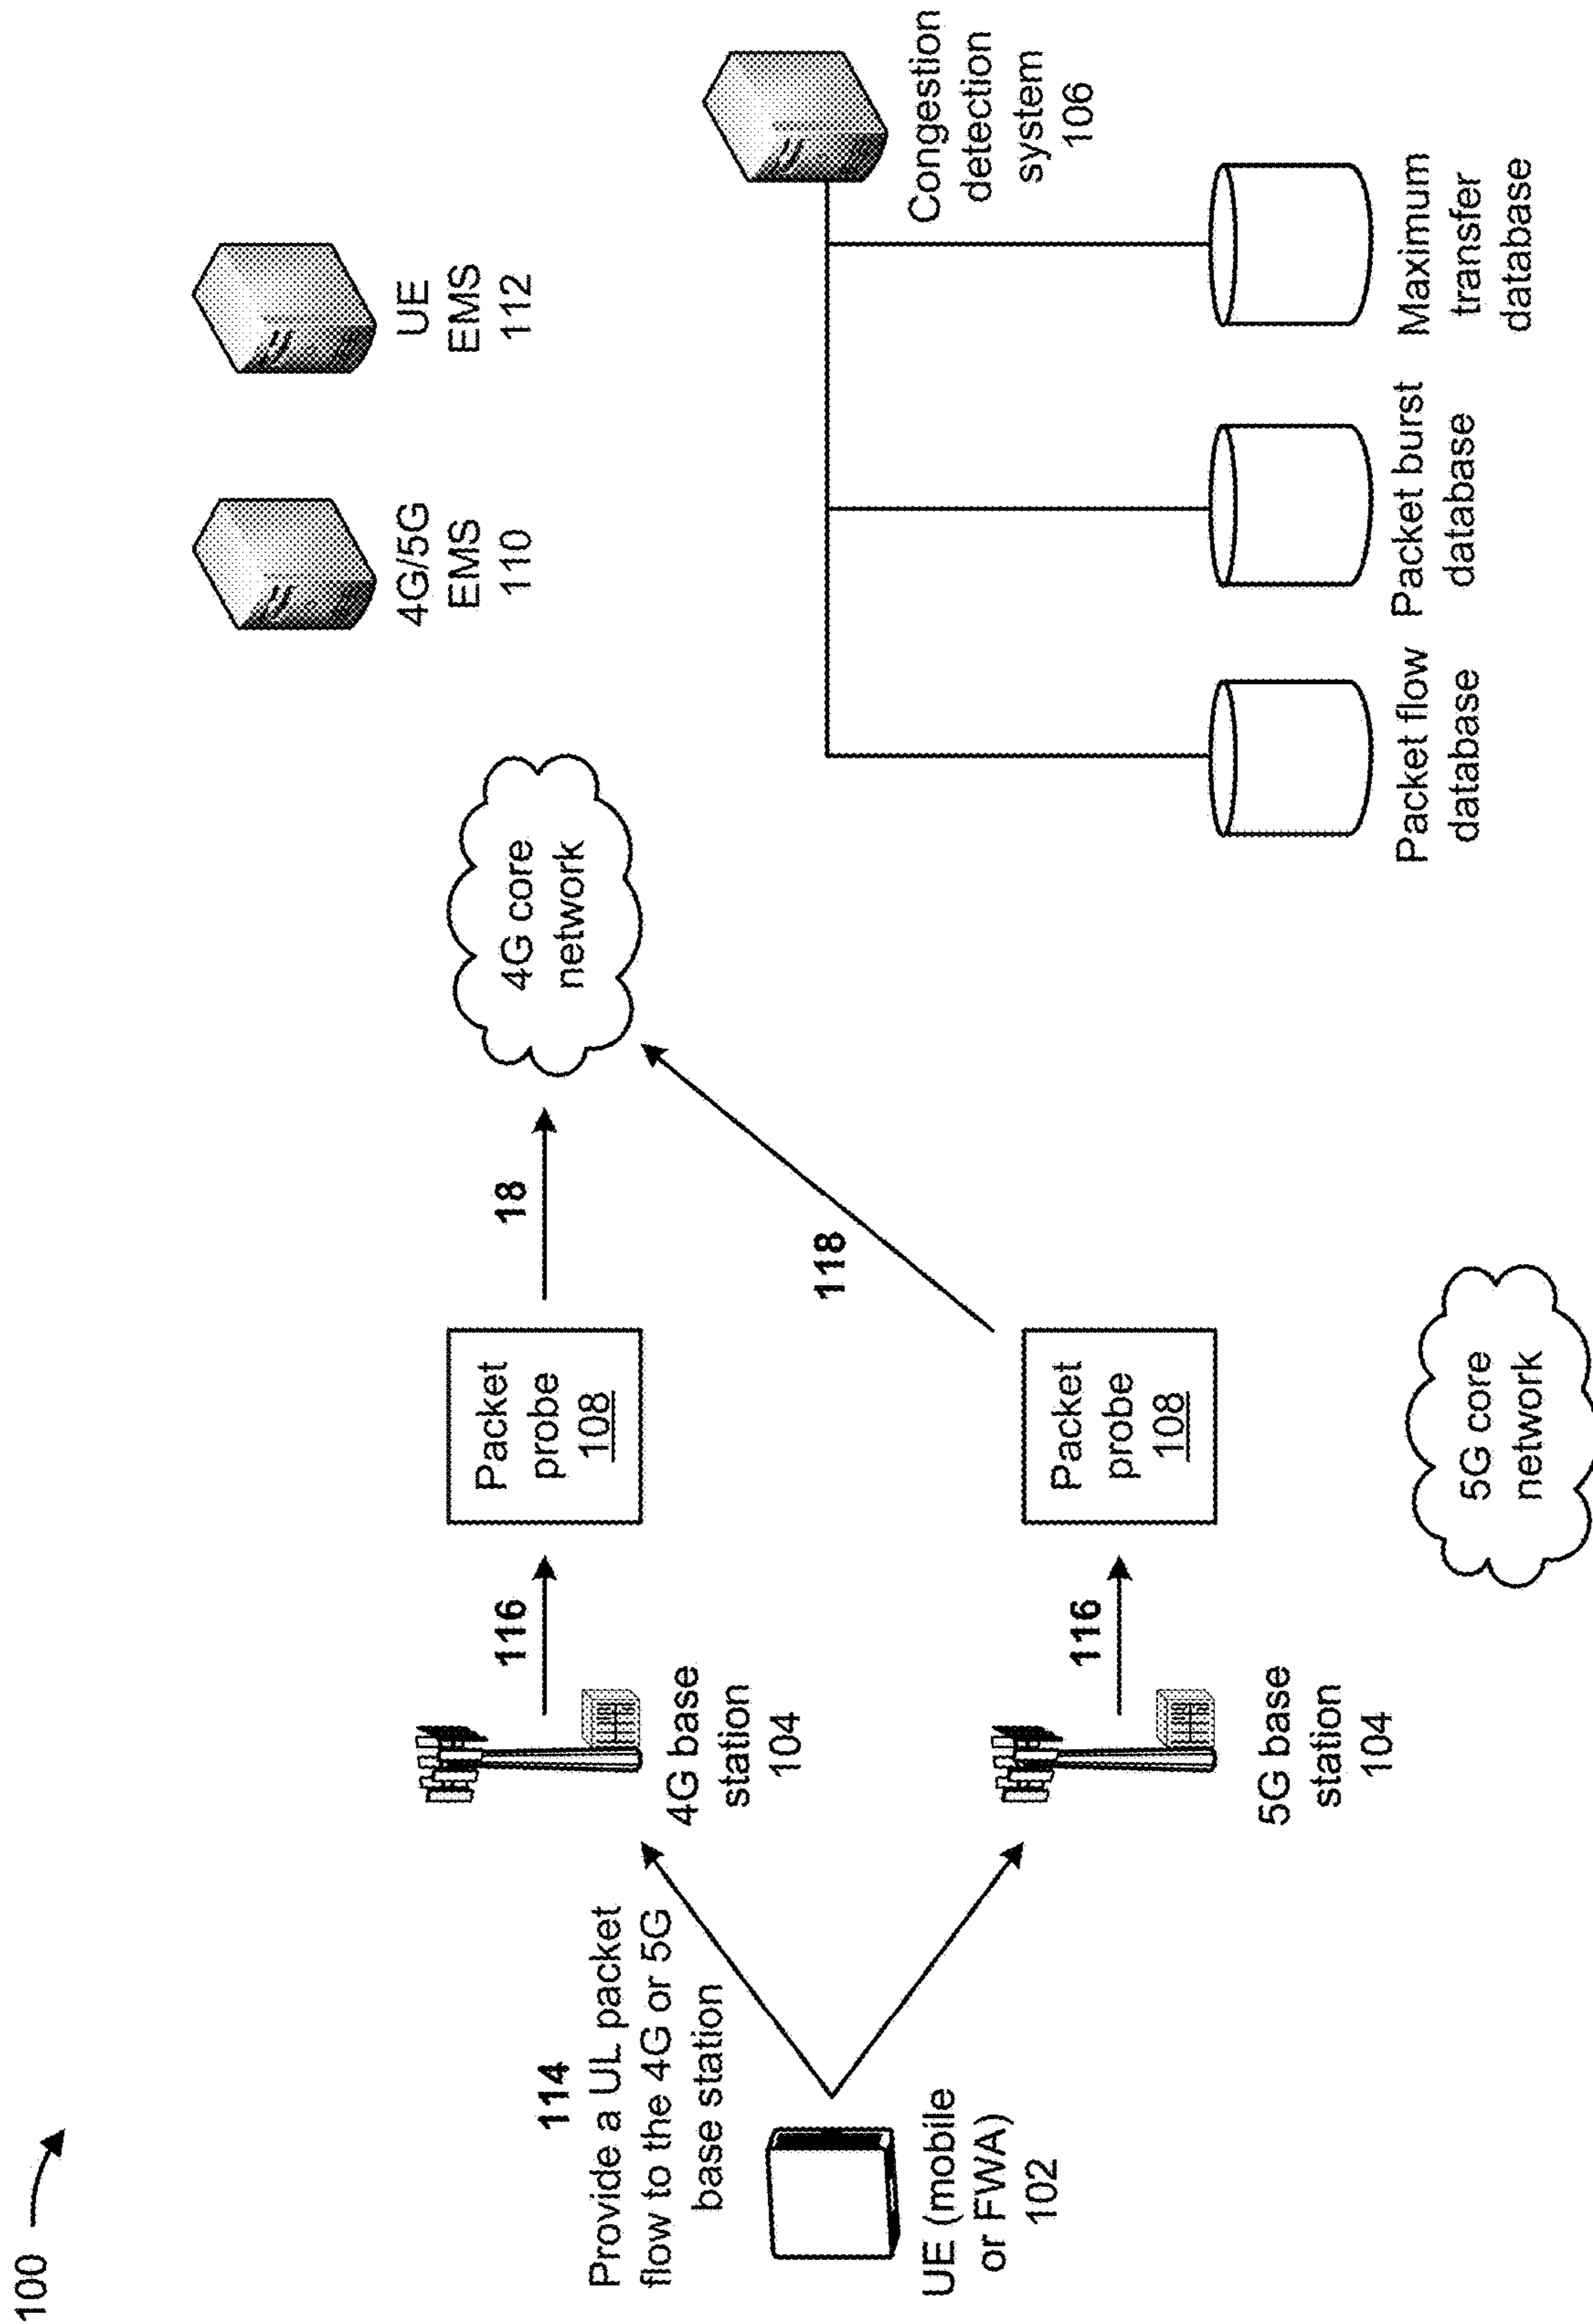 100
114
Provide a UL packet
flow to the 4G or 5G
base station
UE (mobile
or FWA)
102
4G base
station
104
116
Packet
probe
108
18
4G core
network
5G base
station
104
116
Packet
probe
108
118
5G core
network
4G/5G
EMS
110
UE
EMS
112
Congestion
detection
system
106
Packet flow
database
Packet burst
database
Maximum
transfer
database